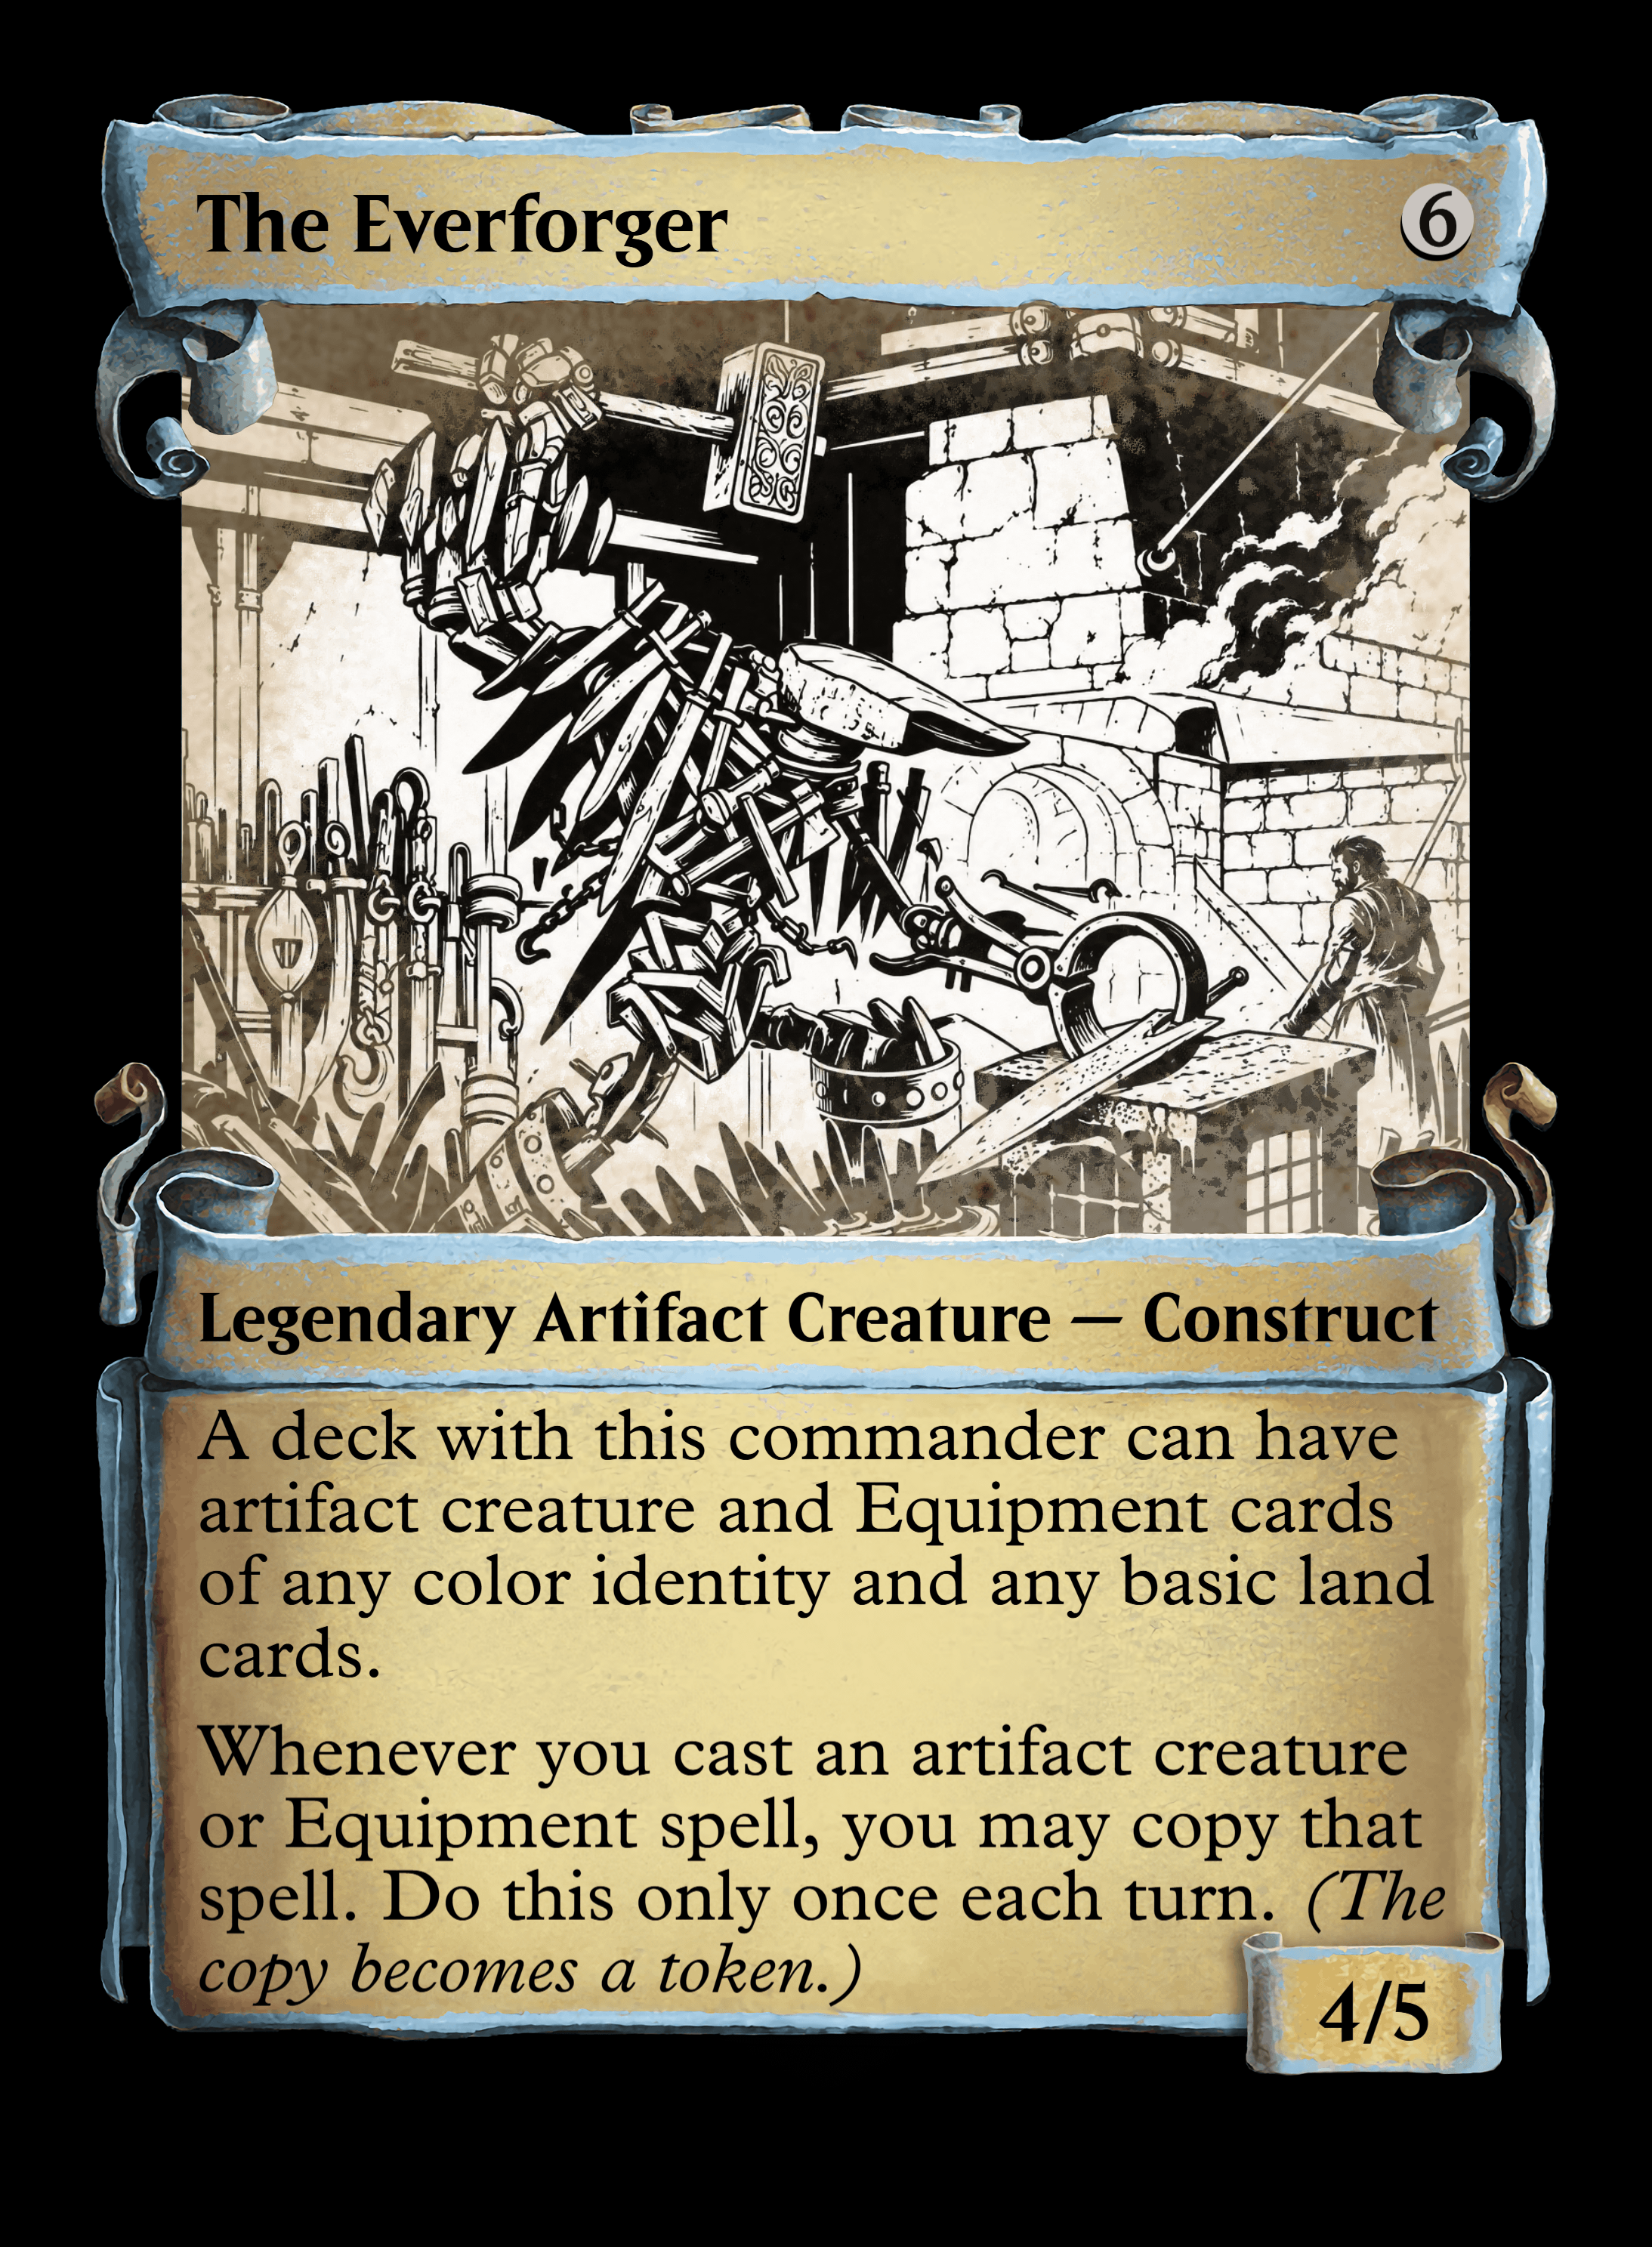 The Everforger
6
Legendary Artifact Creature — Construct
A deck with this commander can have
artifact creature and Equipment cards
of any color identity and any basic land
cards.
Whenever you cast an artifact creature
or Equipment spell, you may copy that
spell. Do this only once each turn. (The
copy becomes a token.)
4/5